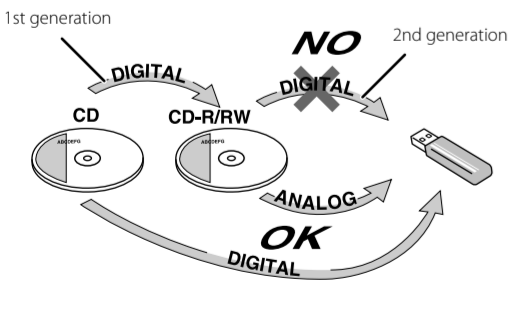 1st generation
NO
2nd generation
DIGITAL
DIGITAL
CD
CD-R/RW
ABCDEFG
ABCDEFG
ANALOG
OK
DIGITAL